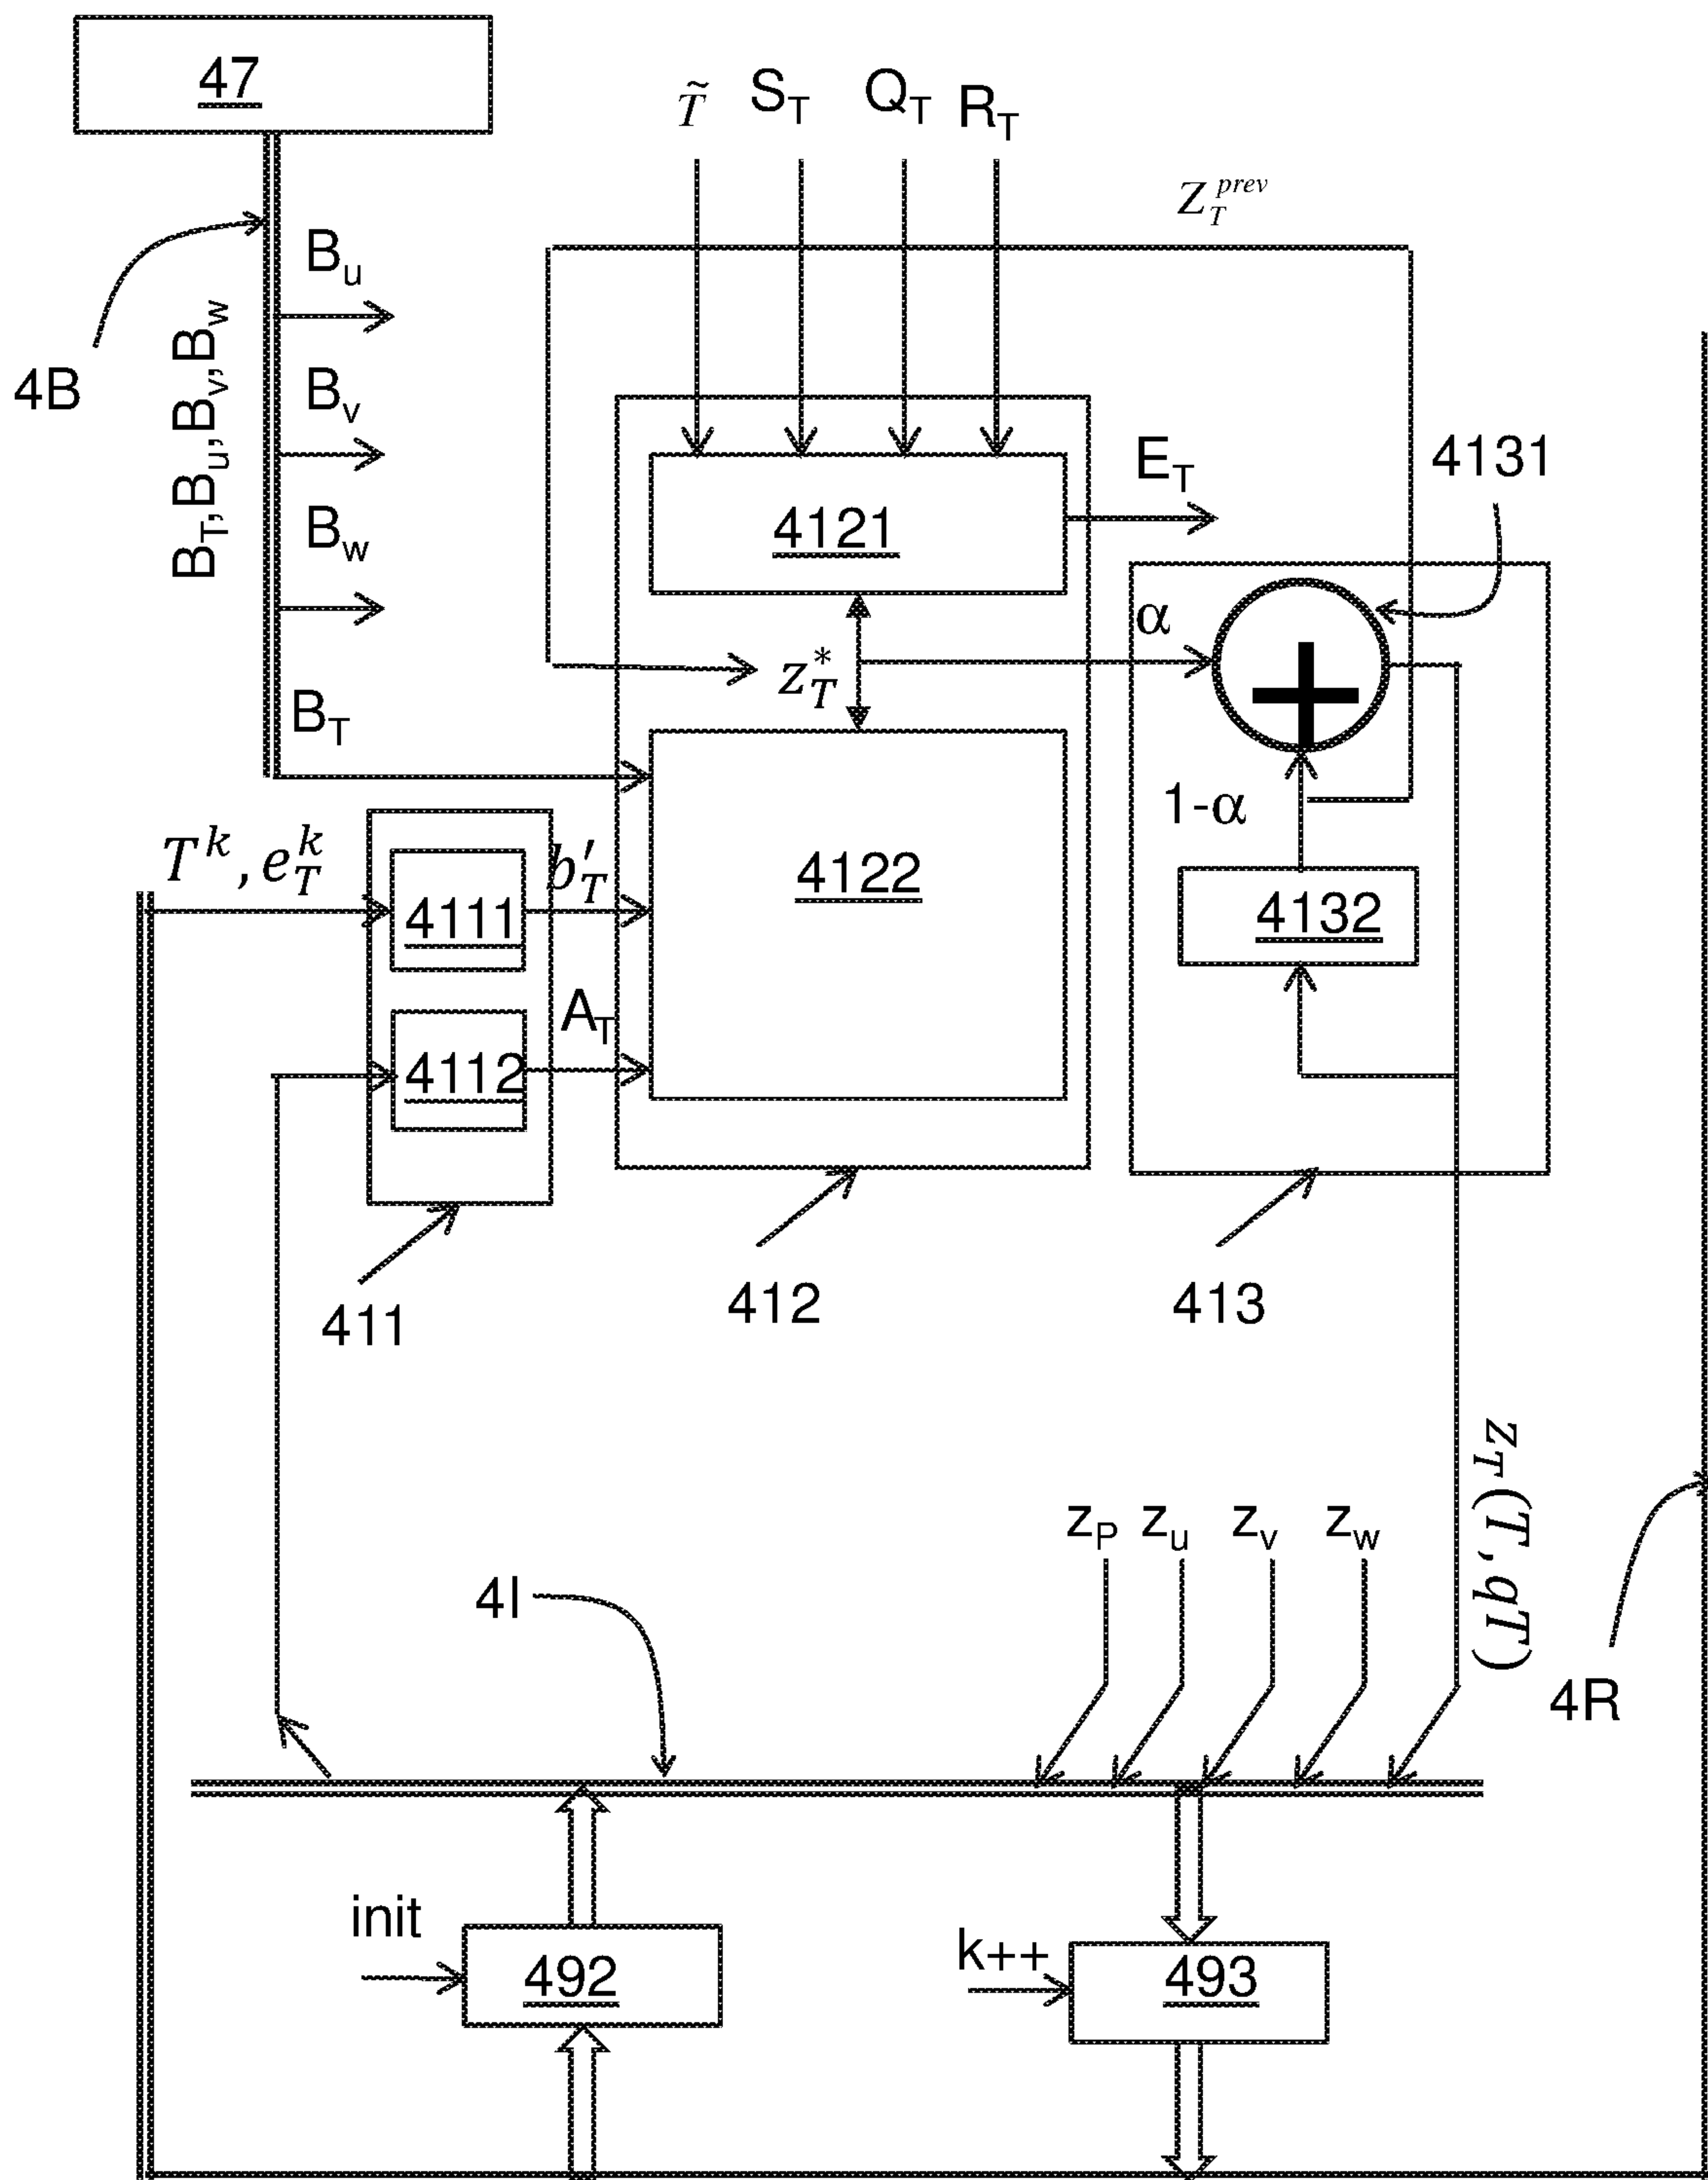 47
T̃ S_T Q_T R_T
Z_T^prev
B_u
4B
B_T,B_u,B_v,B_w
B_v
B_w
E_T
4131
4121
α
z_T^*
B_T
1-α
T^k, e_T^k
b′_T
4122
4111
4132
A_T
4112
411
412
413
z_T(T, qT)
z_P z_u z_v z_w
4I
4R
init
492
k++
493